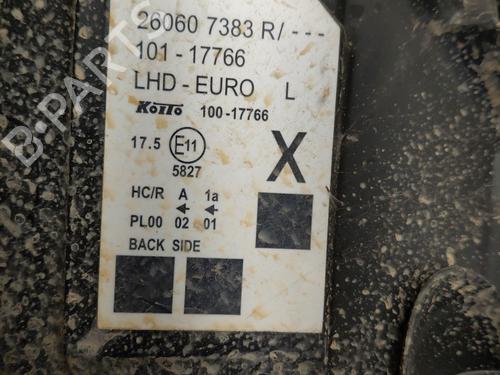 26060 7383 R/ - - -
101 - 17766
LHD - EURO L
KOITO 100-17766
17.5 E11 X
5827
HC/R A 1a
← ←
PL00 02 01
BACK SIDE
B-PARTS